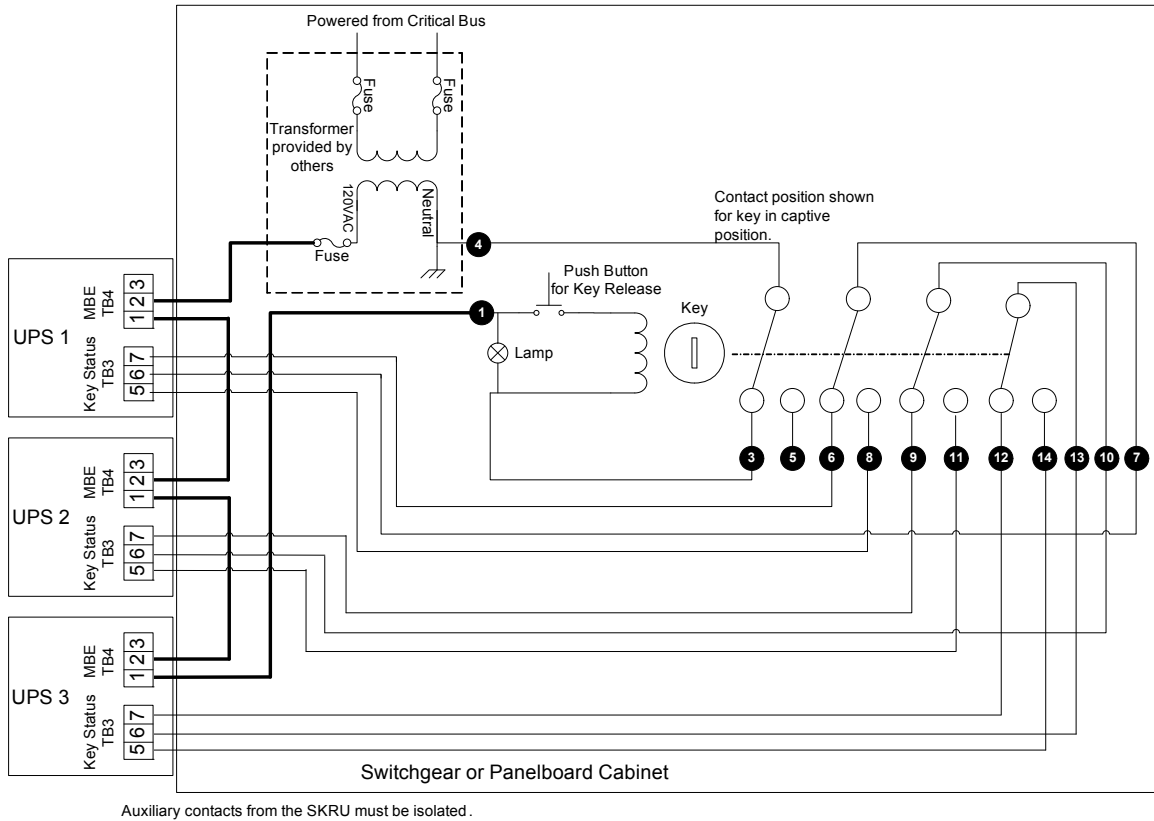 Powered from Critical Bus
Fuse
Fuse
Transformer
provided by
others
120VAC
Neutral
Fuse
4
Contact position shown
for key in captive
position.
Push Button
for Key Release
1
Lamp
Key
UPS 1
MBE
TB4
3
2
1
Key Status
TB3
7
6
5
UPS 2
MBE
TB4
3
2
1
Key Status
TB3
7
6
5
UPS 3
MBE
TB4
3
2
1
Key Status
TB3
7
6
5
3
5
6
8
9
11
12
14
13
10
7
Switchgear or Panelboard Cabinet
Auxiliary contacts from the SKRU must be isolated.